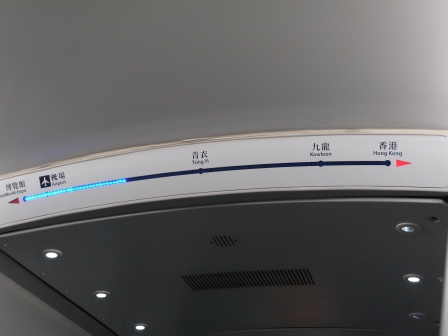 博覽館
AsiaWorld-Expo
機場
Airport
青衣
Tsing Yi
九龍
Kowloon
香港
Hong Kong